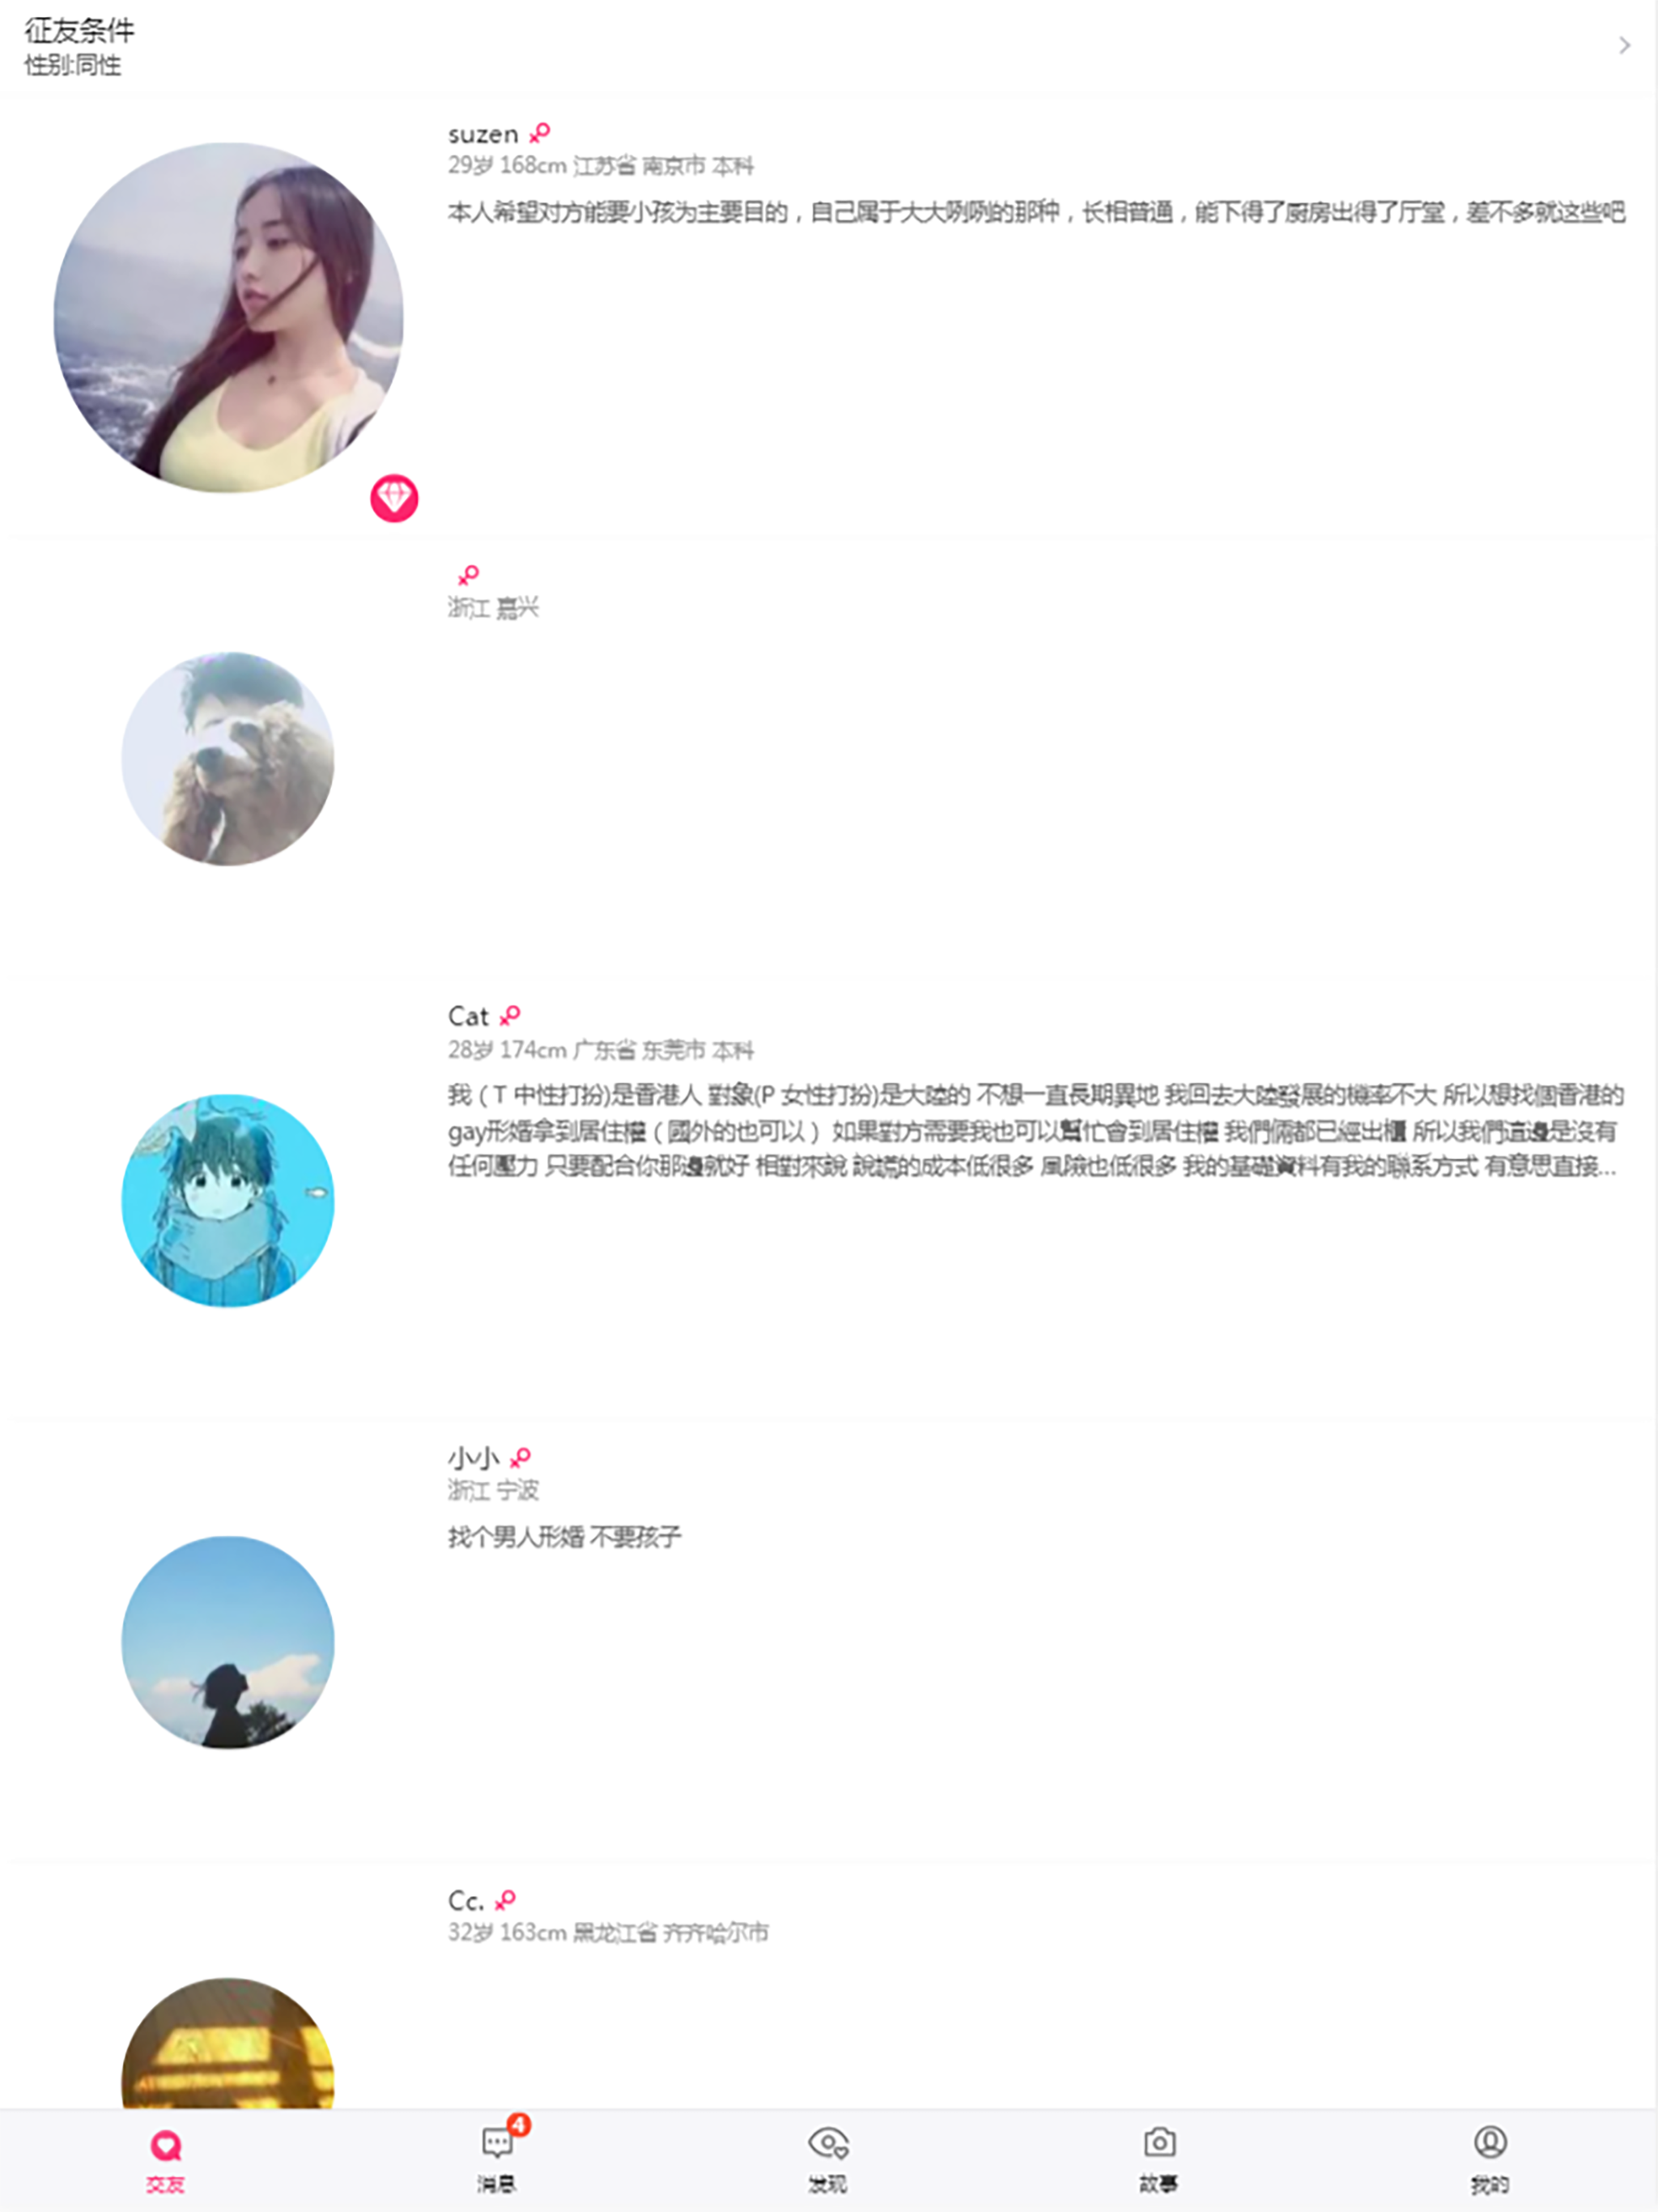 征友条件
性别:同性
suzen
29岁 168cm 江苏省 南京市 本科
本人希望对方能要小孩为主要目的，自己属于大大咧咧的那种，长相普通，能下得了厨房出得了厅堂，差不多就这些吧
浙江 嘉兴
Cat
28岁 174cm 广东省 东莞市 本科
我（T 中性打扮)是香港人 對象(P 女性打扮)是大陸的 不想一直長期異地 我回去大陸發展的機率不大 所以想找個香港的
gay形婚拿到居住權（國外的也可以） 如果對方需要我也可以幫忙會到居住權 我們倆都已經出櫃 所以我們這邊是沒有
任何壓力 只要配合你那邊就好 相對來說 說謊的成本低很多 風險也低很多 我的基礎資料有我的聯系方式 有意思直接...
小小
浙江 宁波
找个男人形婚 不要孩子
Cc.
32岁 163cm 黑龙江省 齐齐哈尔市
4
交友 消息 发现 故事 我的